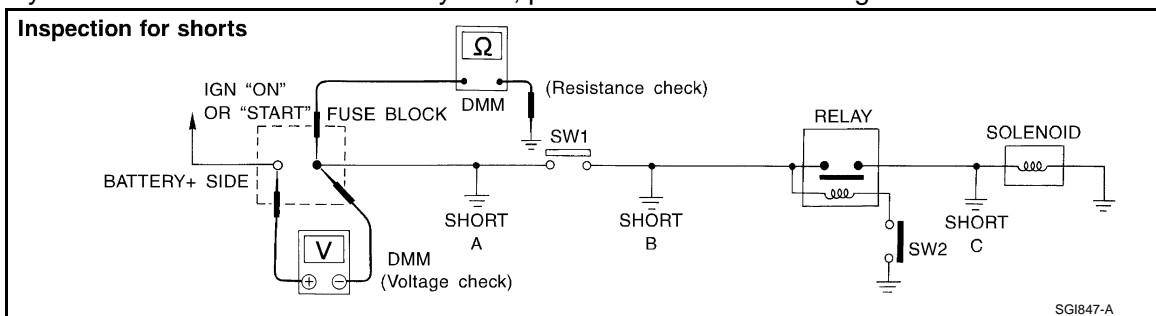 Inspection for shorts
IGN "ON"
OR "START"
FUSE BLOCK
BATTERY+ SIDE
Ω
DMM
(Resistance check)
SW1
RELAY
SOLENOID
SHORT
A
SHORT
B
SHORT
C
SW2
V
+ −
DMM
(Voltage check)
SGI847-A